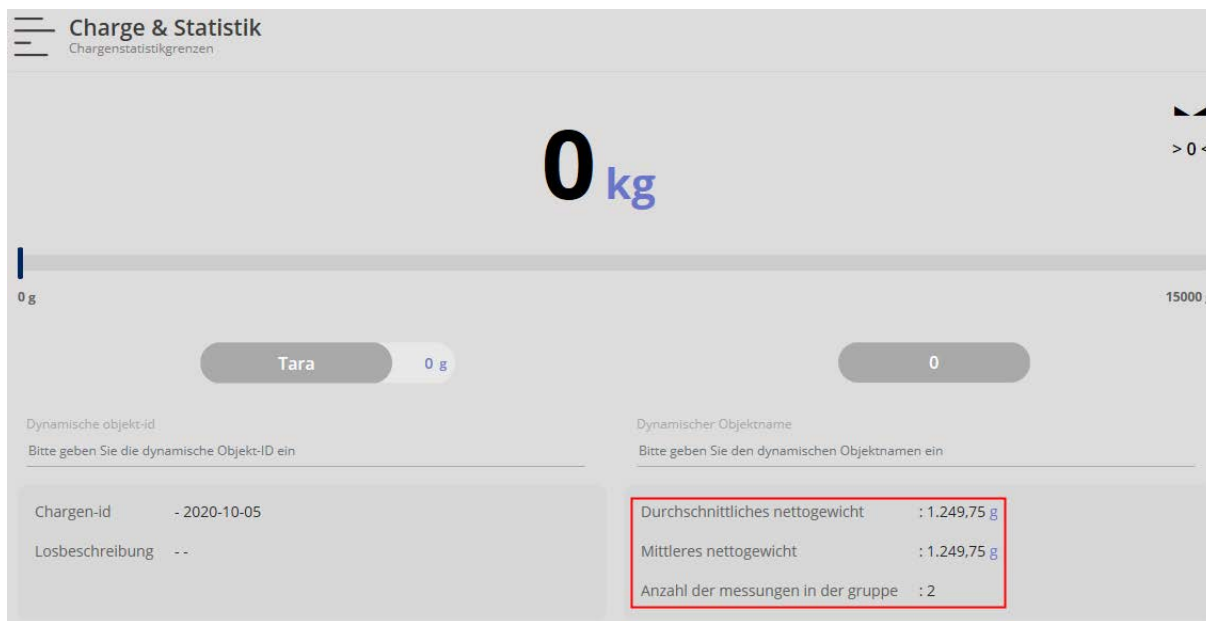 Charge & Statistik
Chargenstatistikgrenzen
0 kg
> 0 <
0 g
15000
Tara 0 g
0
Dynamische objekt-id
Bitte geben Sie die dynamische Objekt-ID ein
Dynamischer Objektname
Bitte geben Sie den dynamischen Objektnamen ein
Chargen-id - 2020-10-05
Losbeschreibung - -
Durchschnittliches nettogewicht : 1.249,75 g
Mittleres nettogewicht : 1.249,75 g
Anzahl der messungen in der gruppe : 2